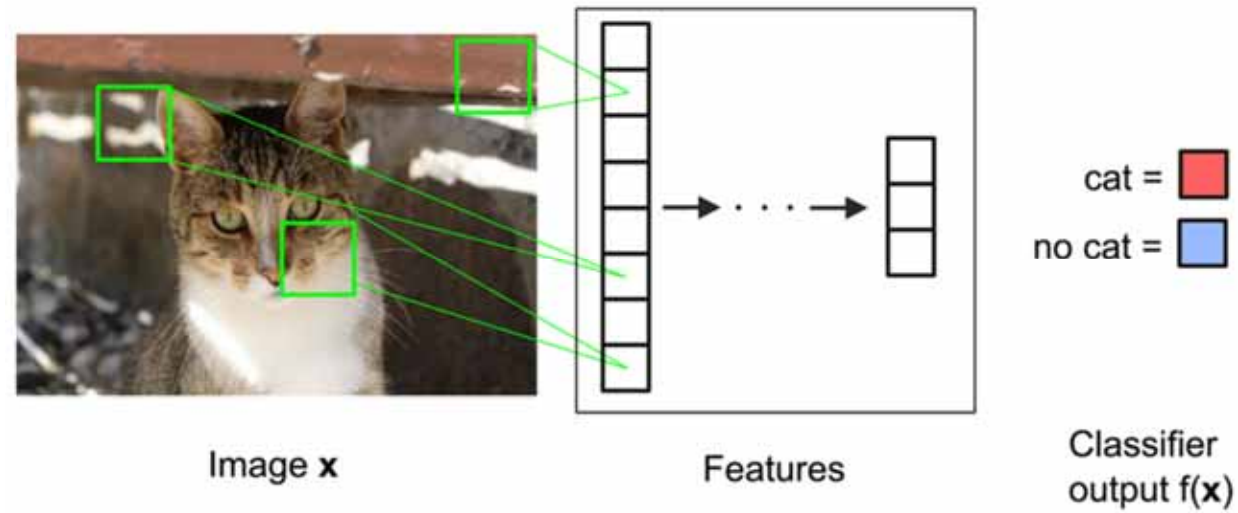 cat =
no cat =
Image x
Features
Classifier
output f(x)